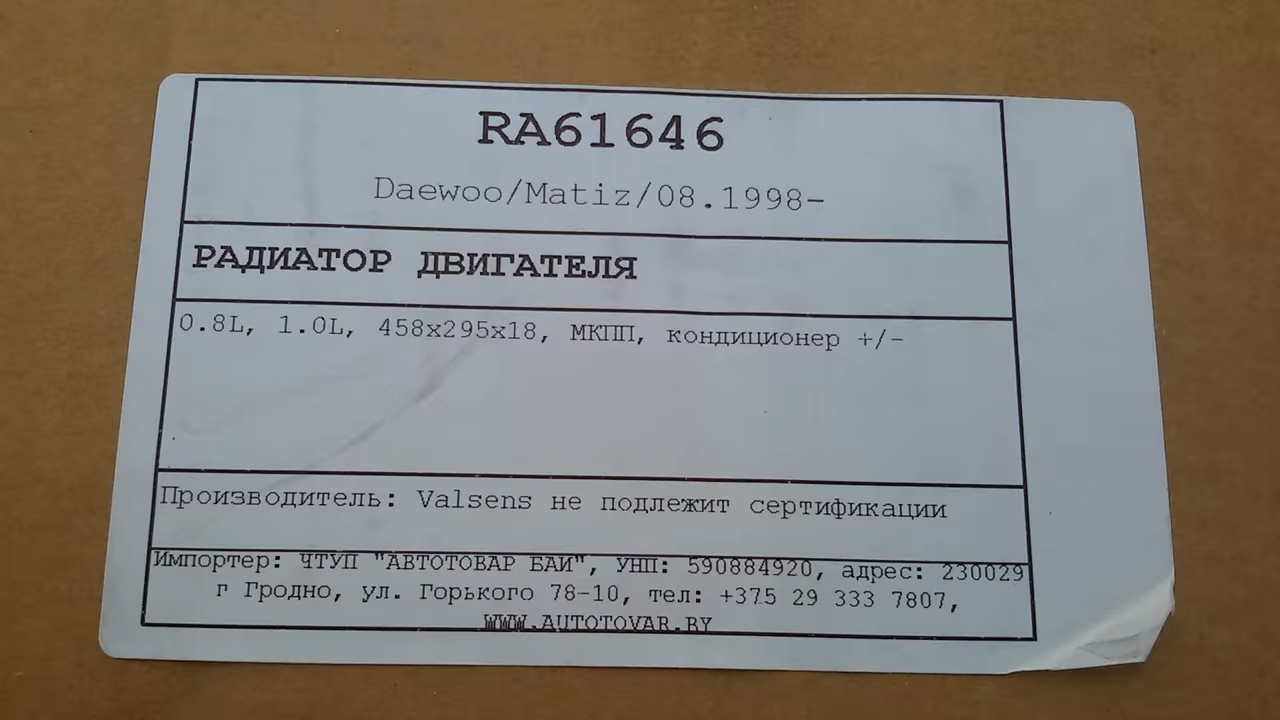 RA61646
Daewoo/Matiz/08.1998-
РАДИАТОР ДВИГАТЕЛЯ
0.8L, 1.0L, 458x295x18, МКПП, кондиционер +/-
Производитель: Valsens не подлежит сертификации
Импортер: ЧТУП "АВТОТОВАР БАИ", УНП: 590884920, адрес: 230029
г Гродно, ул. Горького 78-10, тел: +375 29 333 7807,
WWW.AUTOTOVAR.BY